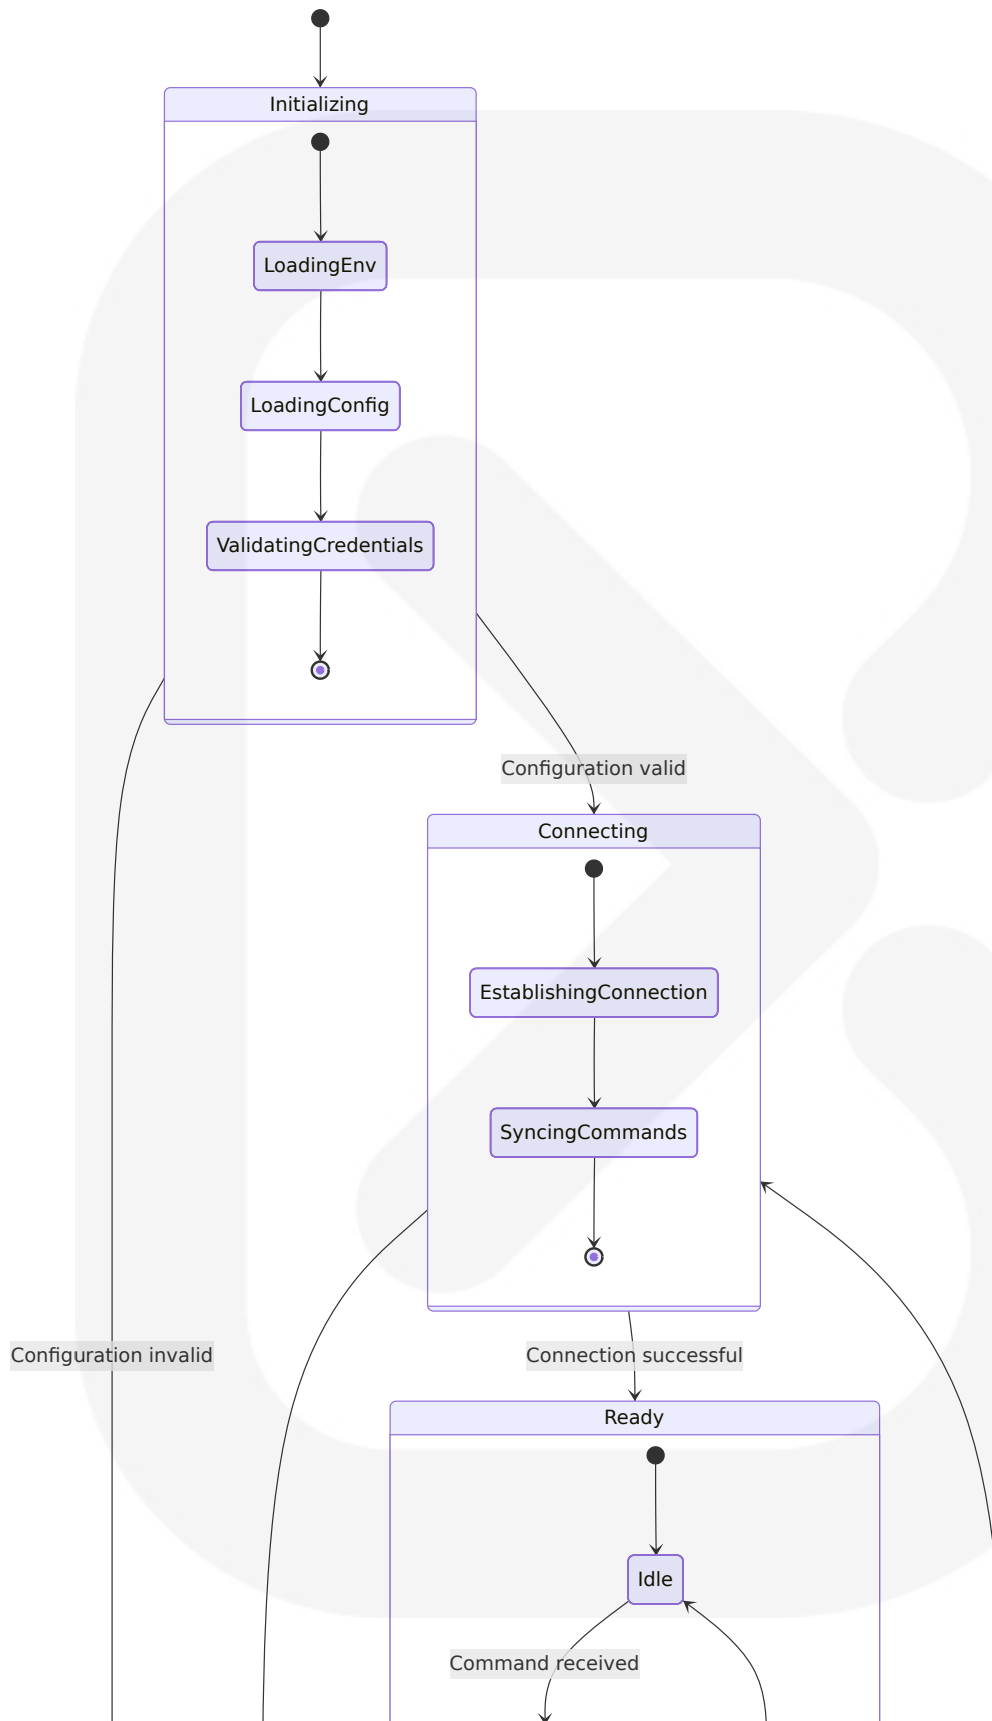 Initializing
LoadingEnv
LoadingConfig
ValidatingCredentials
Configuration valid
Connecting
EstablishingConnection
SyncingCommands
Configuration invalid
Connection successful
Ready
Idle
Command received